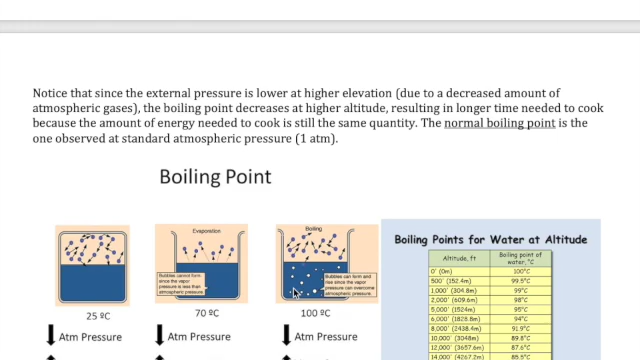 Notice that since the external pressure is lower at higher elevation (due to a decreased amount of
atmospheric gases), the boiling point decreases at higher altitude, resulting in longer time needed to cook
because the amount of energy needed to cook is still the same quantity. The normal boiling point is the
one observed at standard atmospheric pressure (1 atm).
Boiling Point
Evaporation
Bubbles cannot form
since the vapor
pressure is less than
atmospheric pressure.
Boiling
Bubbles can form and
rise since the vapor
pressure can overcome
atmospheric pressure.
25 ºC
70 ºC
100 ºC
Atm Pressure
Atm Pressure
Atm Pressure
Boiling Points for Water at Altitude
Altitude, ft
Boiling point of
water, °C
0' (0m) 100°C
500' (152.4m) 99.5°C
1,000' (304.8m) 99°C
2,000' (609.6m) 98°C
5,000' (1524m) 95°C
6,000' (1828.8m) 94°C
8,000' (2438.4m) 91.9°C
10,000' (3048m) 89.8°C
12,000' (3657.6m) 87.6°C
14,000' (4267.2m) 85.5°C